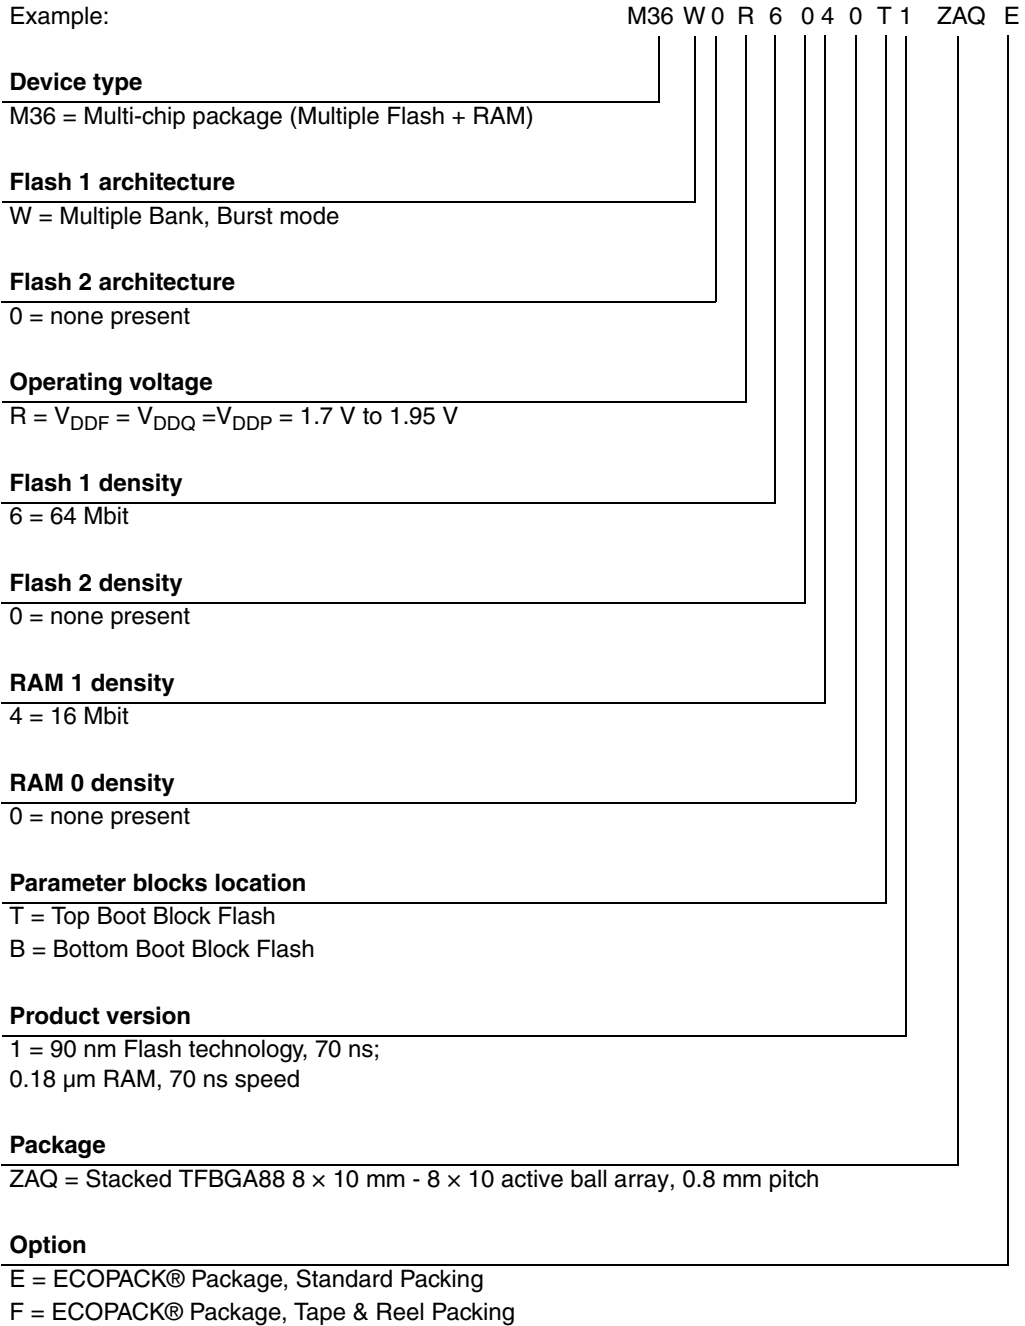 Example: M36 W 0 R 6 0 4 0 T 1 ZAQ E
Device type
M36 = Multi-chip package (Multiple Flash + RAM)
Flash 1 architecture
W = Multiple Bank, Burst mode
Flash 2 architecture
0 = none present
Operating voltage
R = VDDF = VDDQ =VDDP = 1.7 V to 1.95 V
Flash 1 density
6 = 64 Mbit
Flash 2 density
0 = none present
RAM 1 density
4 = 16 Mbit
RAM 0 density
0 = none present
Parameter blocks location
T = Top Boot Block Flash
B = Bottom Boot Block Flash
Product version
1 = 90 nm Flash technology, 70 ns;
0.18 µm RAM, 70 ns speed
Package
ZAQ = Stacked TFBGA88 8 × 10 mm - 8 × 10 active ball array, 0.8 mm pitch
Option
E = ECOPACK® Package, Standard Packing
F = ECOPACK® Package, Tape & Reel Packing